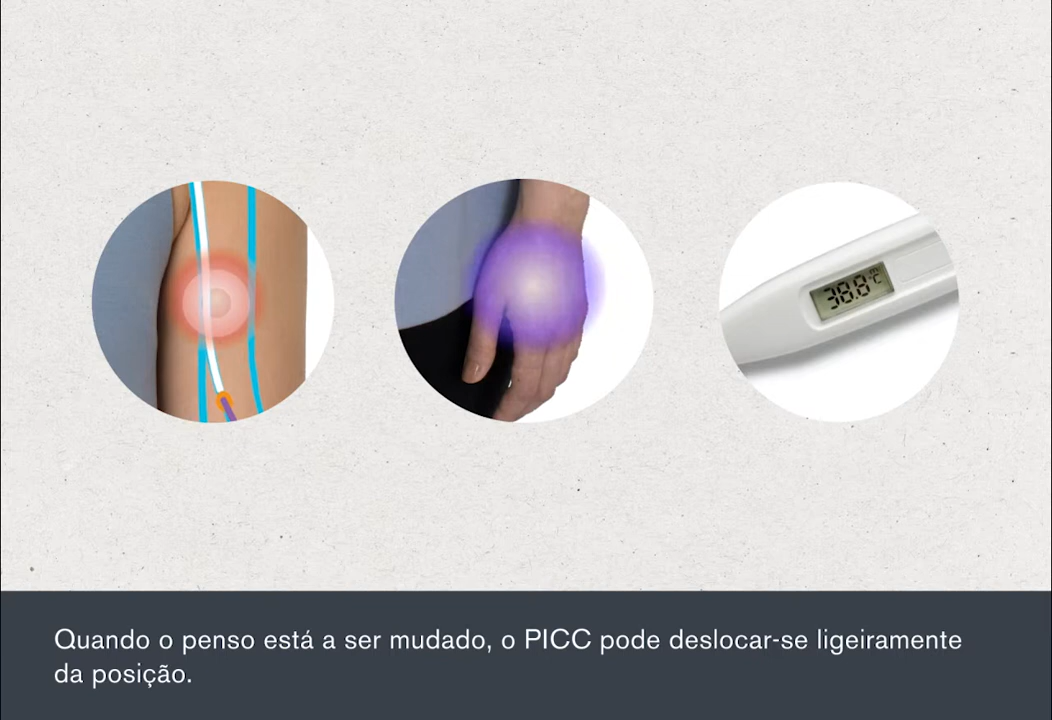 38.8 °C
Quando o penso está a ser mudado, o PICC pode deslocar-se ligeiramente
da posição.